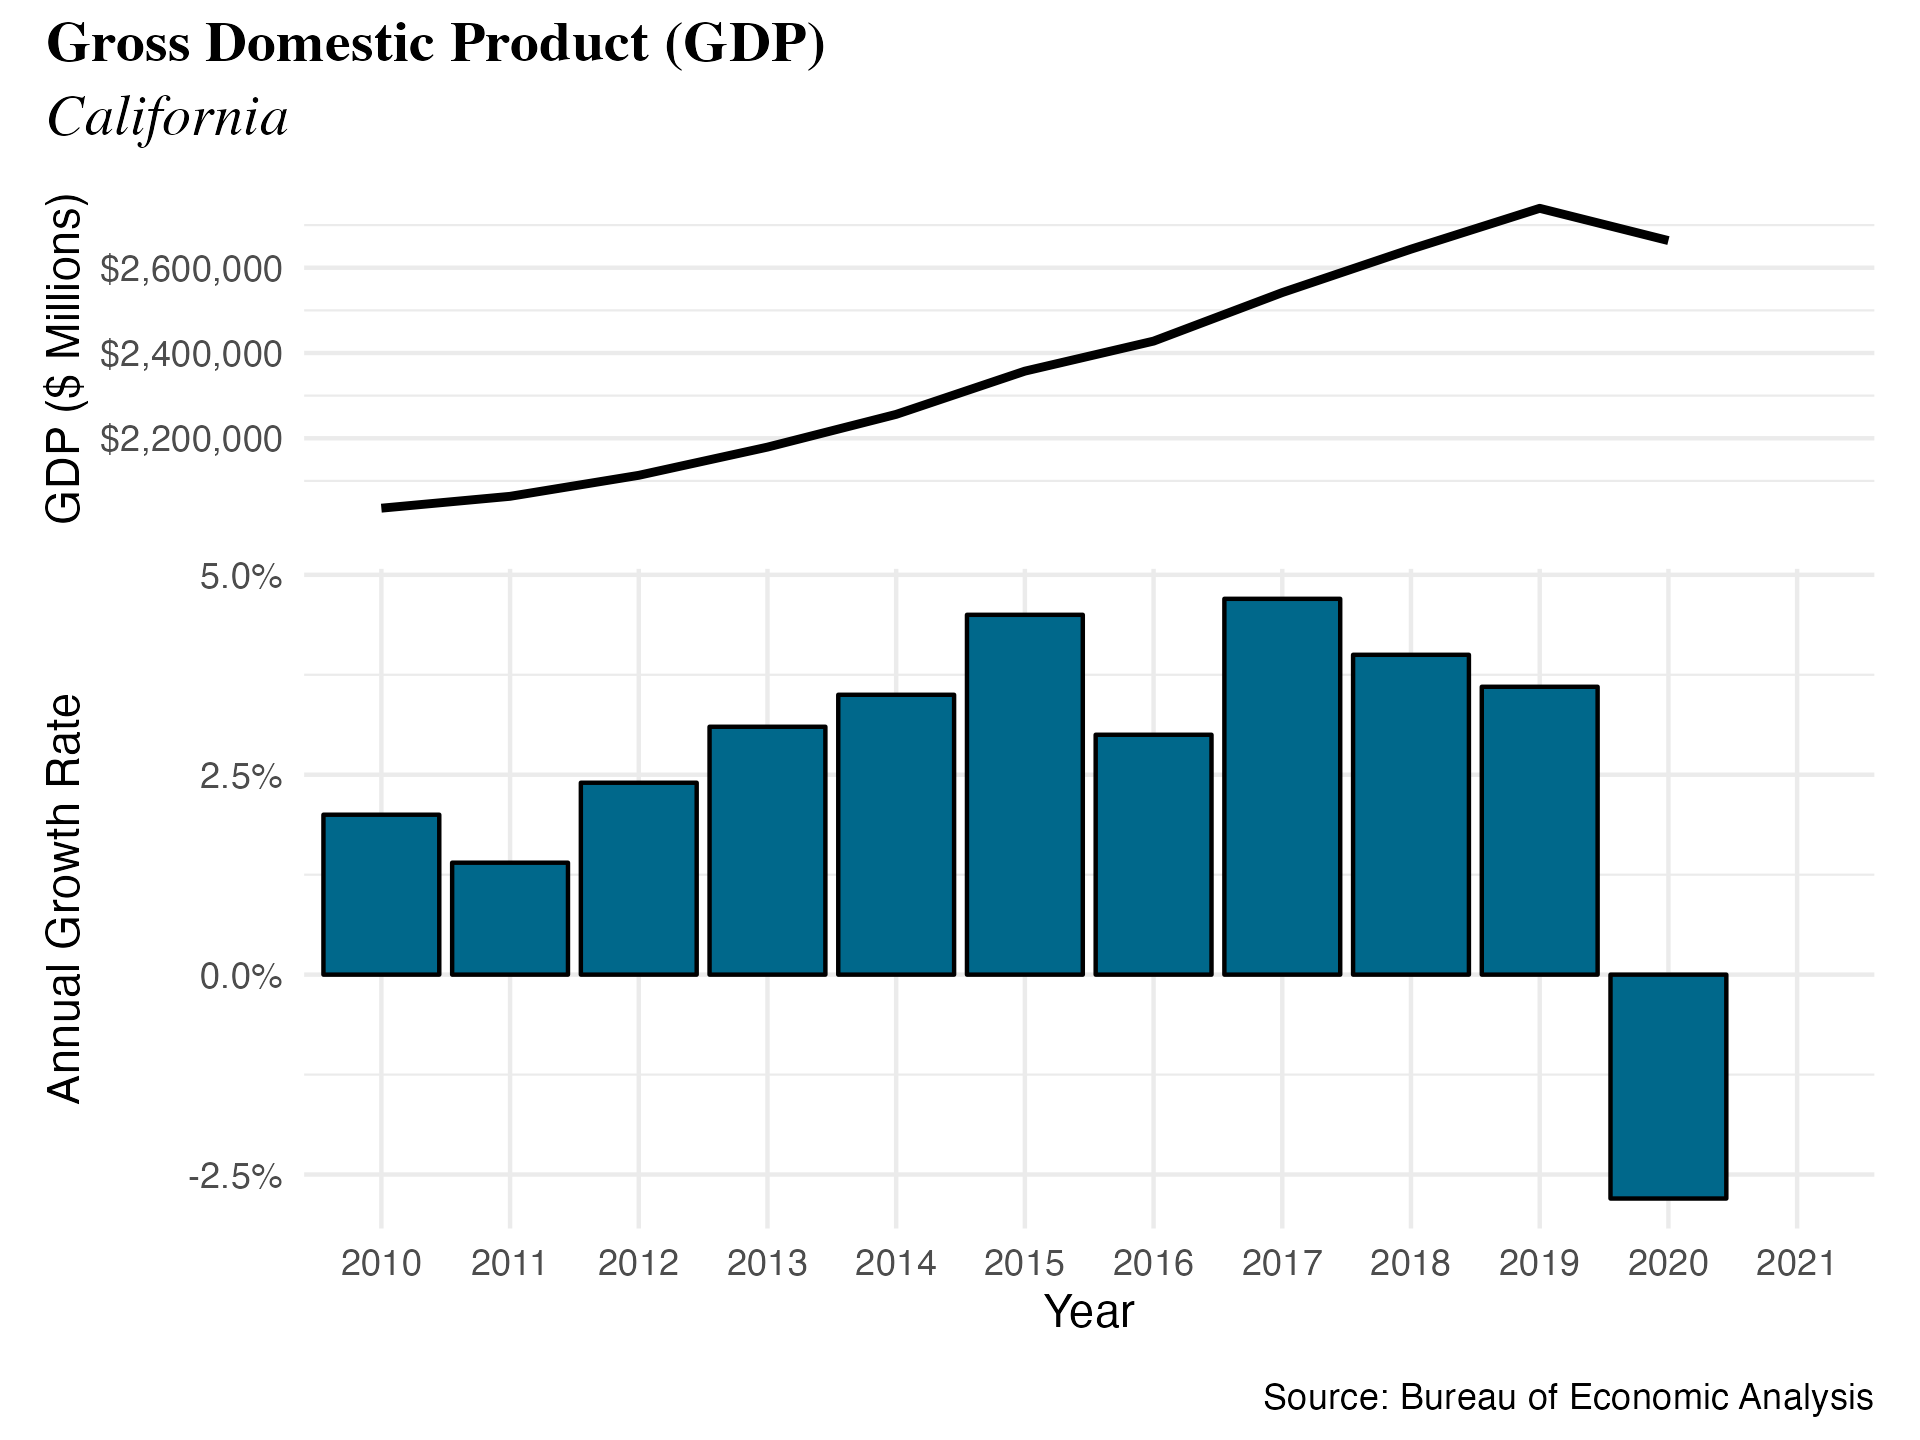 Gross Domestic Product (GDP)
California
GDP ($ Millions)
$2,600,000
$2,400,000
$2,200,000
Annual Growth Rate
5.0%
2.5%
0.0%
-2.5%
2010 2011 2012 2013 2014 2015 2016 2017 2018 2019 2020 2021
Year
Source: Bureau of Economic Analysis